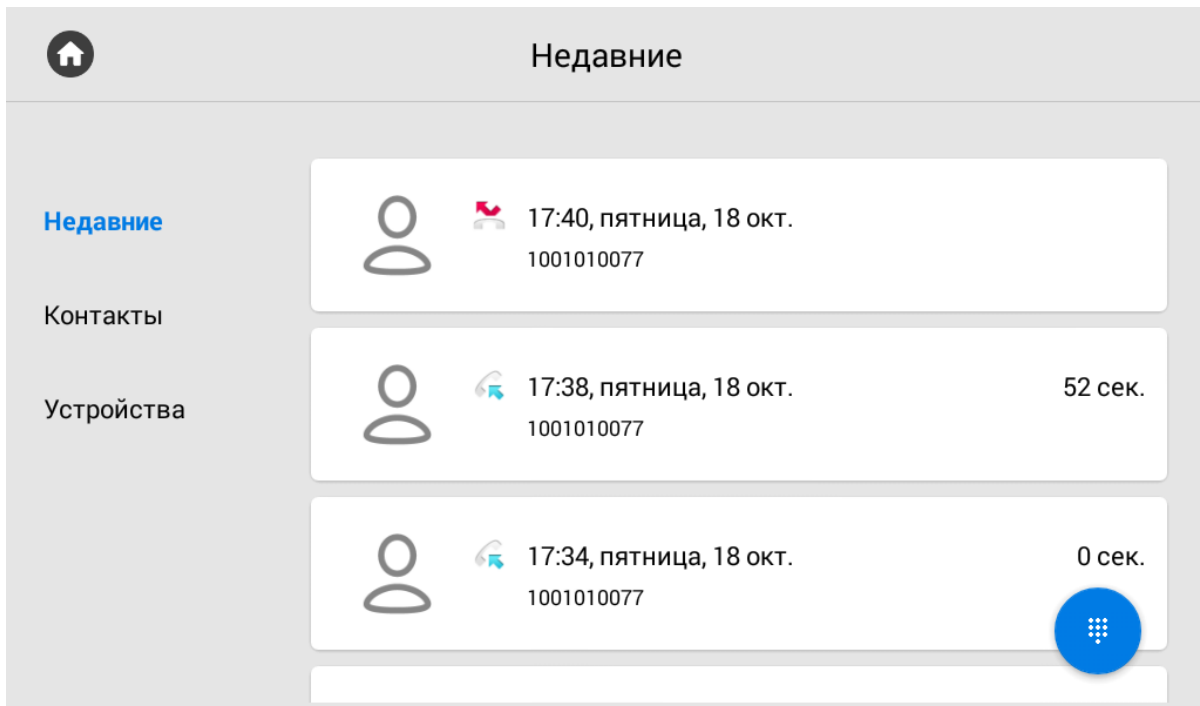 Недавние
Недавние
Контакты
Устройства
17:40, пятница, 18 окт.
1001010077
17:38, пятница, 18 окт. 52 сек.
1001010077
17:34, пятница, 18 окт. 0 сек.
1001010077